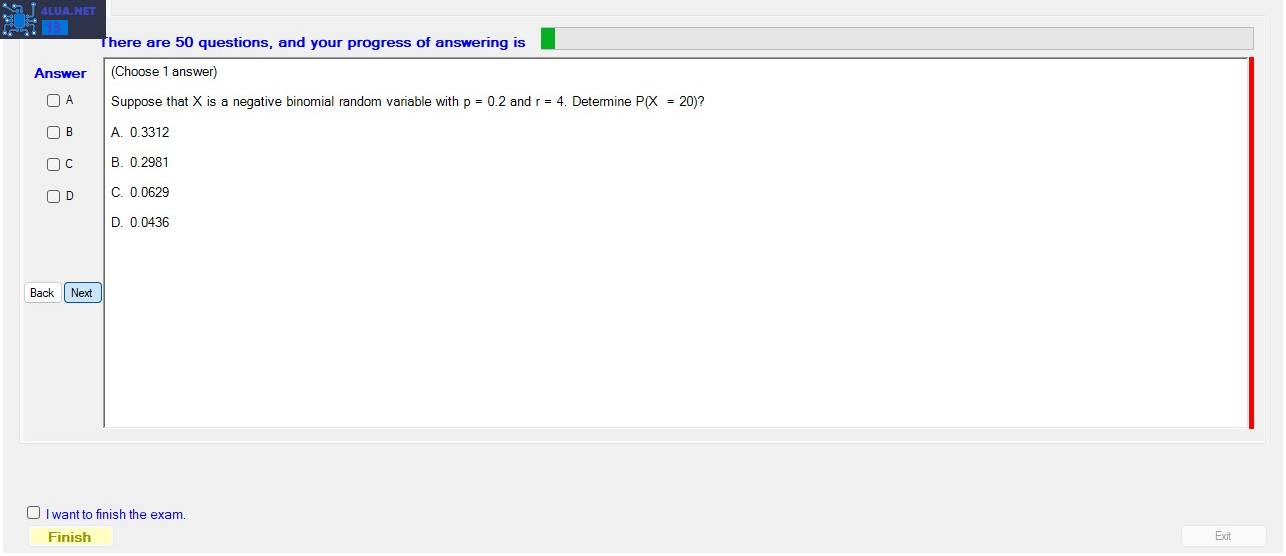 4LUA.NET
13
There are 50 questions, and your progress of answering is
Answer
(Choose 1 answer)
A
Suppose that X is a negative binomial random variable with p = 0.2 and r = 4. Determine P(X = 20)?
B
A. 0.3312
C
B. 0.2981
D
C. 0.0629
D. 0.0436
Back Next
I want to finish the exam.
Finish
Exit